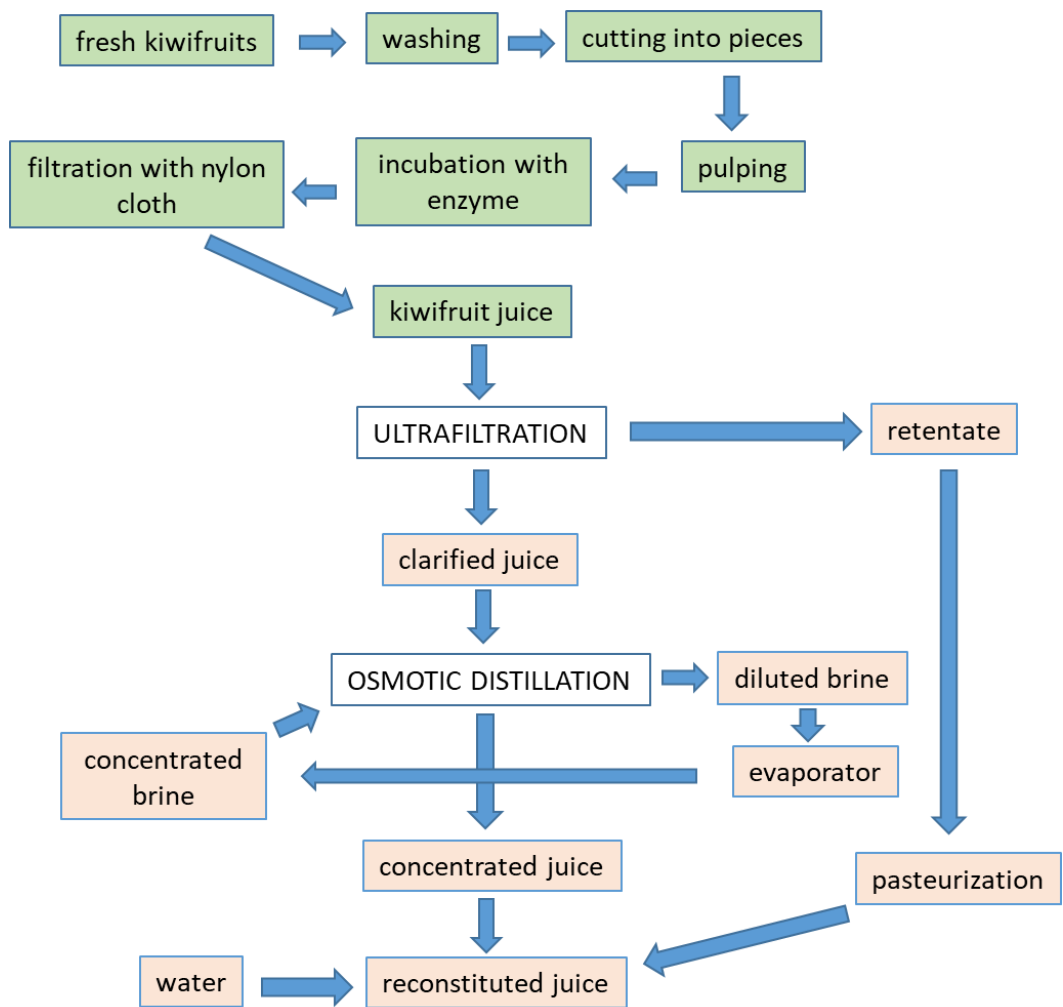 fresh kiwifruits
washing
cutting into pieces
pulping
incubation with
enzyme
filtration with nylon
cloth
kiwifruit juice
ULTRAFILTRATION
retentate
clarified juice
OSMOTIC DISTILLATION
diluted brine
evaporator
concentrated
brine
concentrated juice
pasteurization
water
reconstituted juice